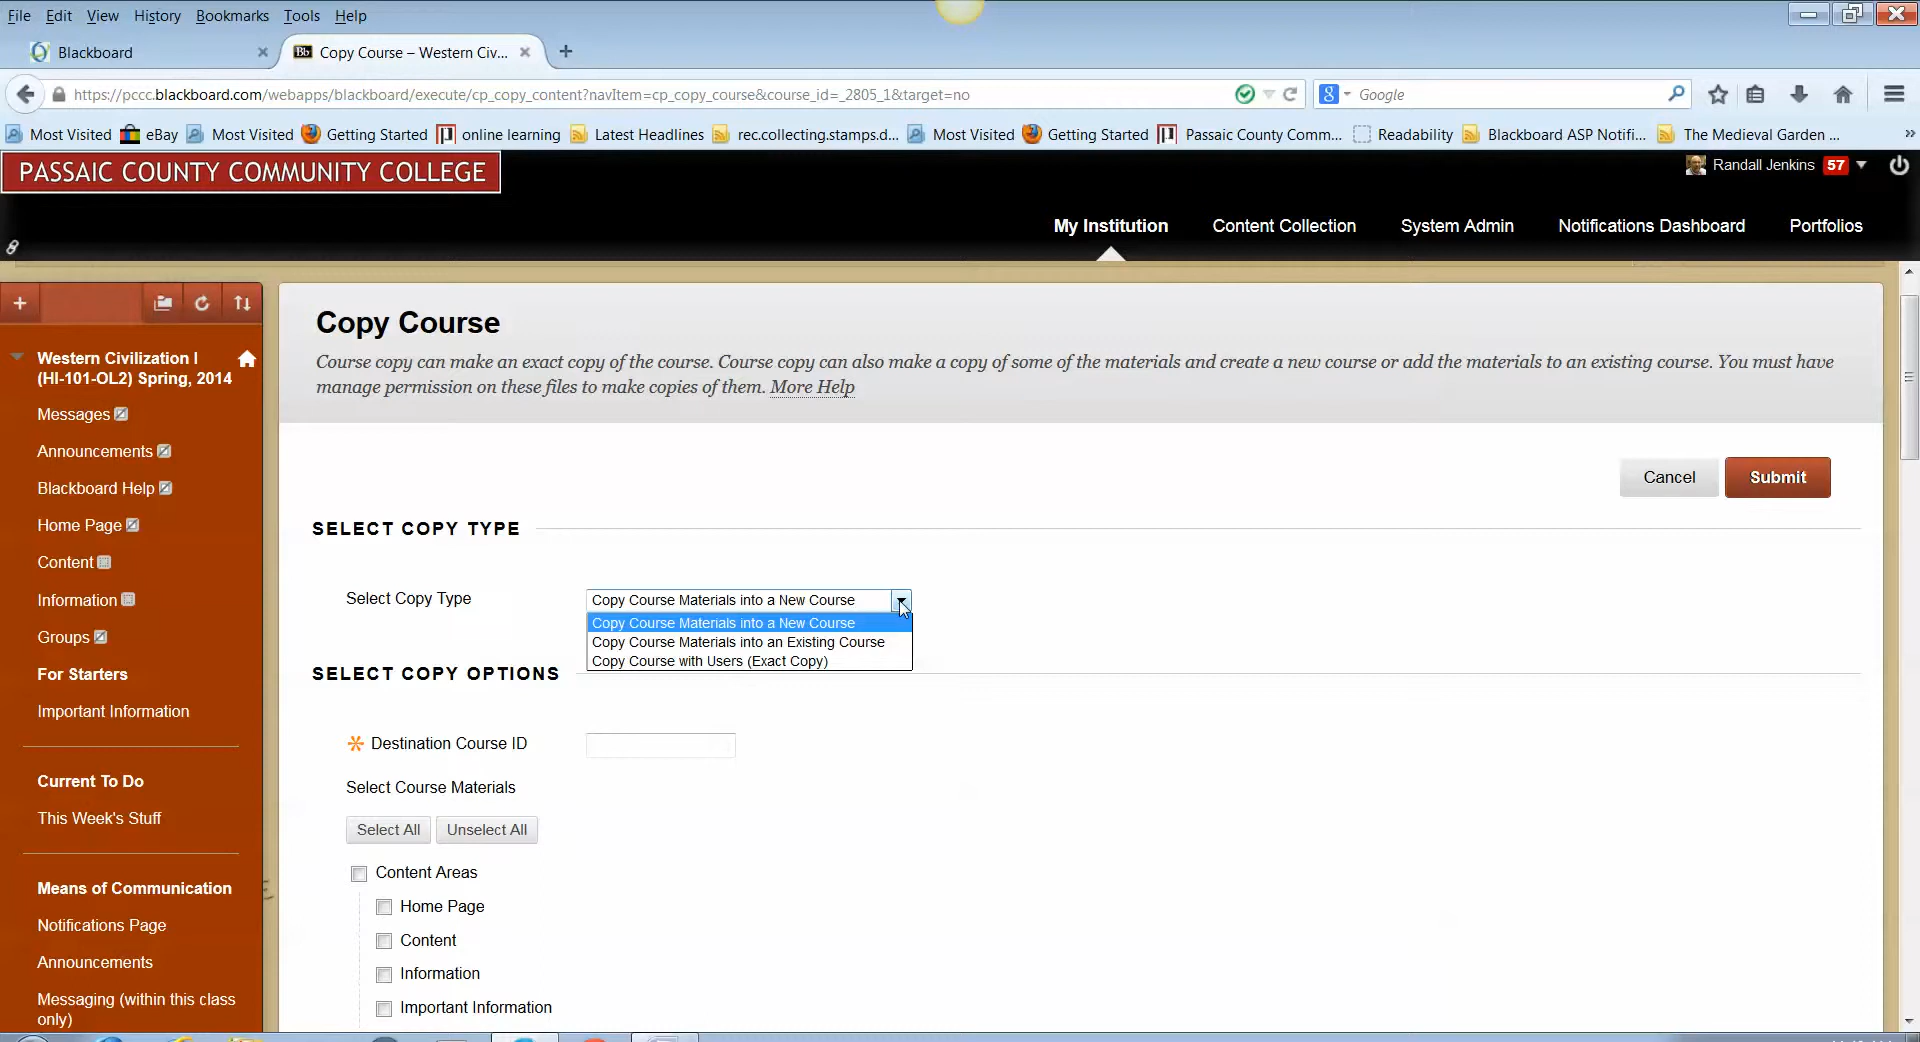 File Edit View History Bookmarks Tools Help
Blackboard
Bb Copy Course – Western Civ...
https://pccc.blackboard.com/webapps/blackboard/execute/cp_copy_content?navItem=cp_copy_course&course_id=_2805_1&target=no
Google
Most Visited eBay Most Visited Getting Started online learning Latest Headlines rec.collecting.stamps.d... Most Visited Getting Started Passaic County Comm... Readability Blackboard ASP Notifi... The Medieval Garden ...
PASSAIC COUNTY COMMUNITY COLLEGE
Randall Jenkins 57
My Institution Content Collection System Admin Notifications Dashboard Portfolios
Western Civilization I
(HI-101-OL2) Spring, 2014
Messages
Announcements
Blackboard Help
Home Page
Content
Information
Groups
For Starters
Important Information
Current To Do
This Week's Stuff
Means of Communication
Notifications Page
Announcements
Messaging (within this class
only)
Copy Course
Course copy can make an exact copy of the course. Course copy can also make a copy of some of the materials and create a new course or add the materials to an existing course. You must have
manage permission on these files to make copies of them. More Help
Cancel Submit
SELECT COPY TYPE
Select Copy Type Copy Course Materials into a New Course
Copy Course Materials into a New Course
Copy Course Materials into an Existing Course
Copy Course with Users (Exact Copy)
SELECT COPY OPTIONS
Destination Course ID
Select Course Materials
Select All Unselect All
Content Areas
Home Page
Content
Information
Important Information